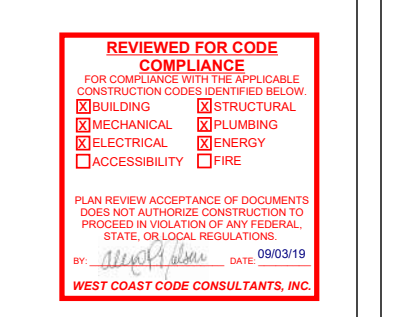 REVIEWED FOR CODE
COMPLIANCE
FOR COMPLIANCE WITH THE APPLICABLE
CONSTRUCTION CODES IDENTIFIED BELOW.
X BUILDING X STRUCTURAL
X MECHANICAL X PLUMBING
X ELECTRICAL X ENERGY
ACCESSIBILITY FIRE
PLAN REVIEW ACCEPTANCE OF DOCUMENTS
DOES NOT AUTHORIZE CONSTRUCTION TO
PROCEED IN VIOLATION OF ANY FEDERAL,
STATE, OR LOCAL REGULATIONS.
BY: DATE: 09/03/19
WEST COAST CODE CONSULTANTS, INC.